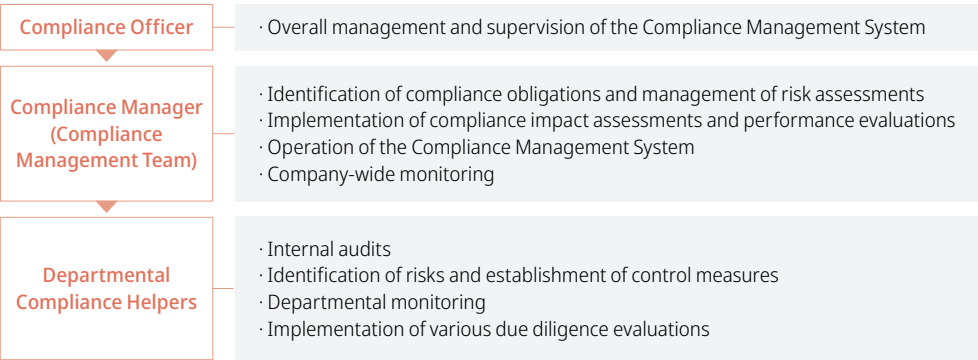 Compliance Officer
· Overall management and supervision of the Compliance Management System
Compliance Manager
(Compliance
Management Team)
· Identification of compliance obligations and management of risk assessments
· Implementation of compliance impact assessments and performance evaluations
· Operation of the Compliance Management System
· Company-wide monitoring
Departmental
Compliance Helpers
· Internal audits
· Identification of risks and establishment of control measures
· Departmental monitoring
· Implementation of various due diligence evaluations